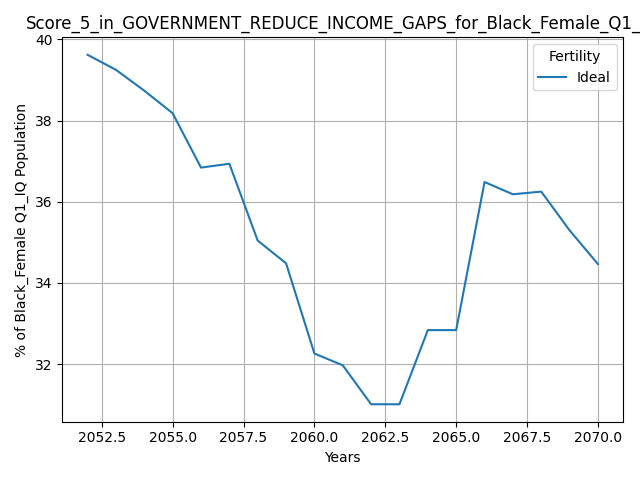 Score_5_in_GOVERNMENT_REDUCE_INCOME_GAPS_for_Black_Female_Q1_
40
38
36
34
32
% of Black_Female Q1_IQ Population
Fertility
Ideal
2052.5 2055.0 2057.5 2060.0 2062.5 2065.0 2067.5 2070.0
Years